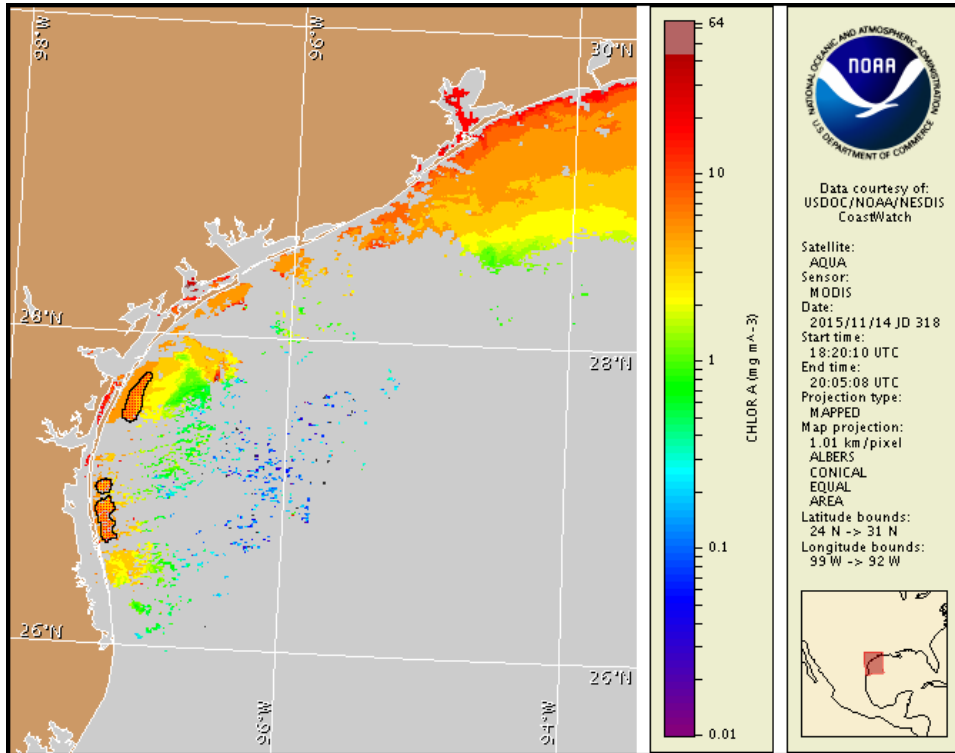 98°W
96°W
30°N
28°N
28°N
26°N
26°N
96°W
94°W
64
10
1
0.1
0.01
CHLOR A (mg m^-3)
NATIONAL OCEANIC AND ATMOSPHERIC ADMINISTRATION
NOAA
U.S. DEPARTMENT OF COMMERCE
Data courtesy of:
USDOC/NOAA/NESDIS
CoastWatch
Satellite:
AQUA
Sensor:
MODIS
Date:
2015/11/14 JD 318
Start time:
18:20:10 UTC
End time:
20:05:08 UTC
Projection type:
MAPPED
Map projection:
1.01 km/pixel
ALBERS
CONICAL
EQUAL
AREA
Latitude bounds:
24 N -> 31 N
Longitude bounds:
99 W -> 92 W